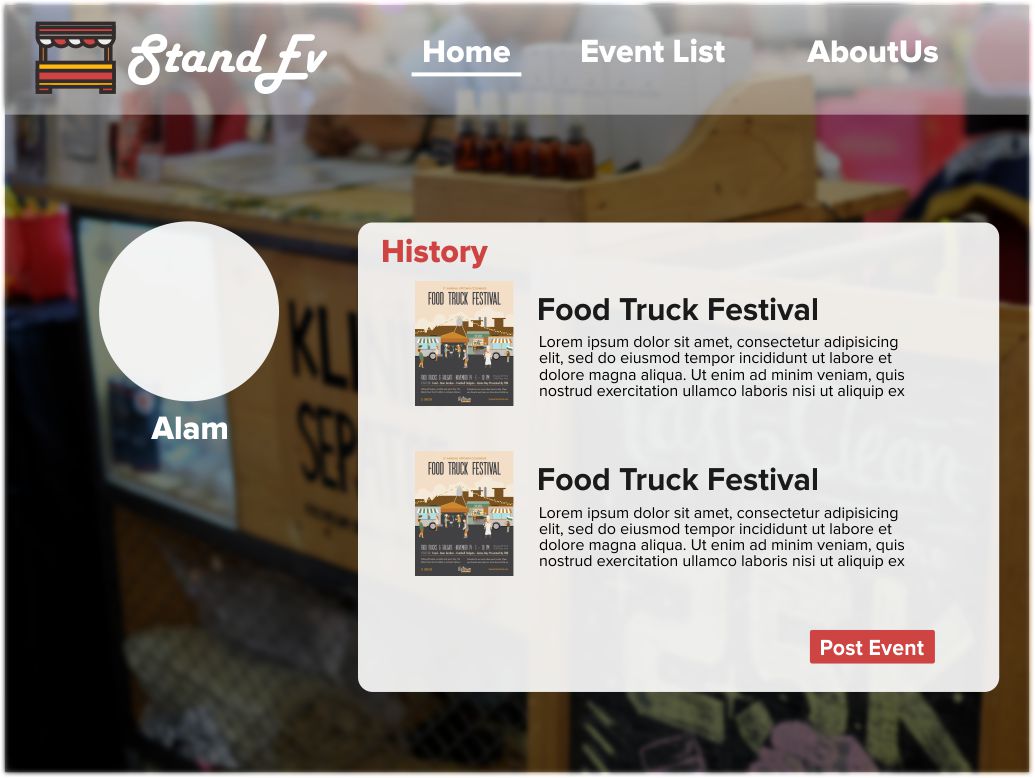 Stand Ev
Home
Event List
AboutUs
Alam
KLI
SEP
History
FOOD TRUCK FESTIVAL
Food Truck Festival
Lorem ipsum dolor sit amet, consectetur adipisicing
elit, sed do eiusmod tempor incididunt ut labore et
dolore magna aliqua. Ut enim ad minim veniam, quis
nostrud exercitation ullamco laboris nisi ut aliquip ex
FOOD TRUCK FESTIVAL
Food Truck Festival
Lorem ipsum dolor sit amet, consectetur adipisicing
elit, sed do eiusmod tempor incididunt ut labore et
dolore magna aliqua. Ut enim ad minim veniam, quis
nostrud exercitation ullamco laboris nisi ut aliquip ex
Post Event